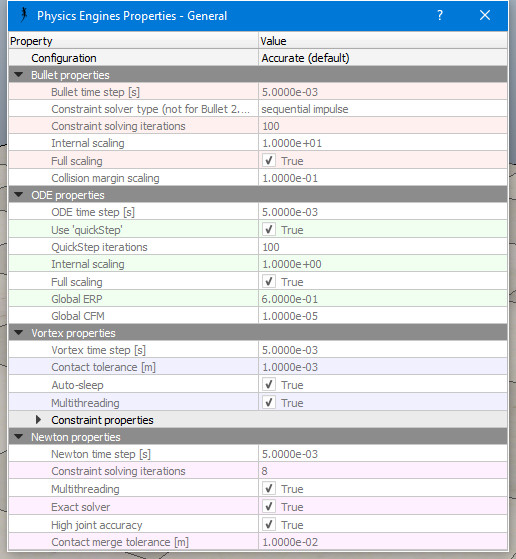 Physics Engines Properties - General ? ×
Property Value
Configuration Accurate (default)
Bullet properties
Bullet time step [s] 5.0000e-03
Constraint solver type (not for Bullet 2.... sequential impulse
Constraint solving iterations 100
Internal scaling 1.0000e+01
Full scaling True
Collision margin scaling 1.0000e-01
ODE properties
ODE time step [s] 5.0000e-03
Use 'quickStep' True
QuickStep iterations 100
Internal scaling 1.0000e+00
Full scaling True
Global ERP 6.0000e-01
Global CFM 1.0000e-05
Vortex properties
Vortex time step [s] 5.0000e-03
Contact tolerance [m] 1.0000e-03
Auto-sleep True
Multithreading True
Constraint properties
Newton properties
Newton time step [s] 5.0000e-03
Constraint solving iterations 8
Multithreading True
Exact solver True
High joint accuracy True
Contact merge tolerance [m] 1.0000e-02